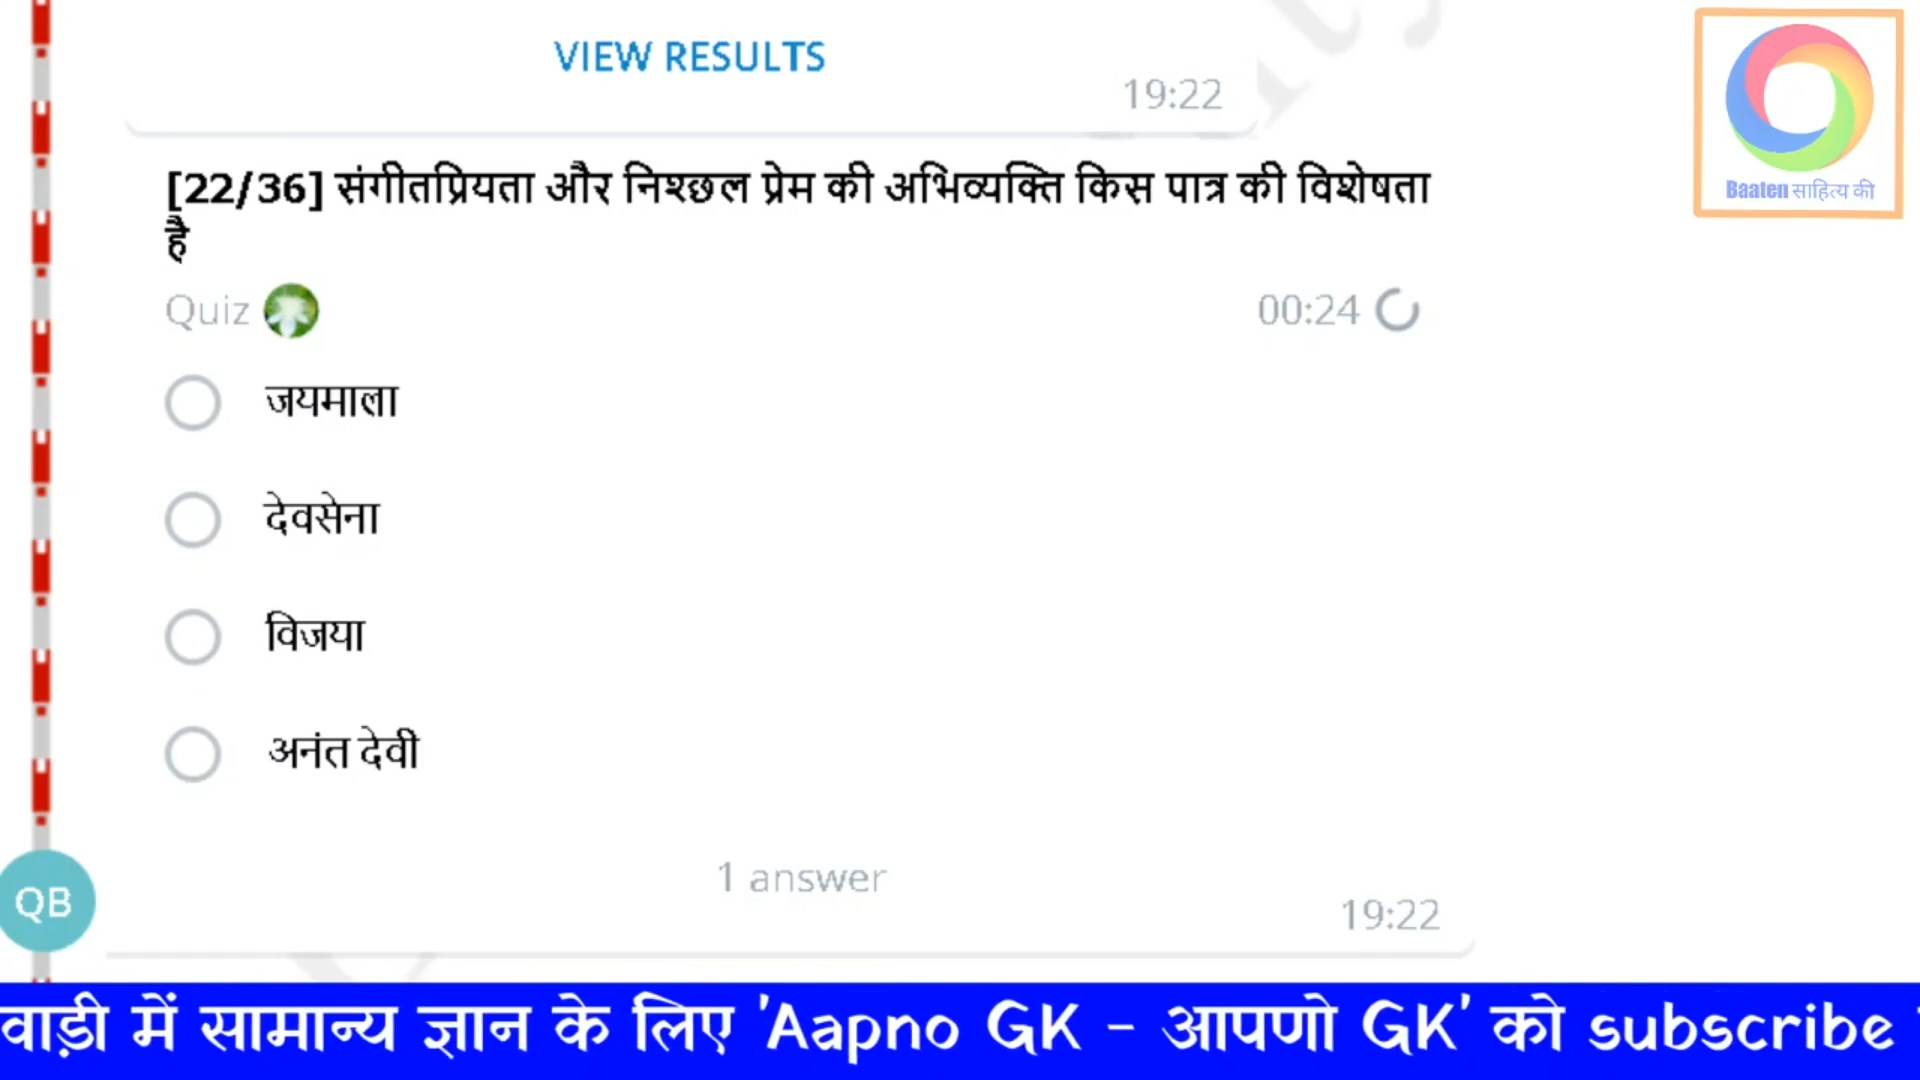 VIEW RESULTS
19:22
Baaten साहित्य की
[22/36] संगीतप्रियता और निश्छल प्रेम की अभिव्यक्ति किस पात्र की विशेषता
है
Quiz
00:24
जयमाला
देवसेना
विजया
अनंत देवी
1 answer
QB
19:22
वाड़ी में सामान्य ज्ञान के लिए 'Aapno GK - आपणो GK' को subscribe